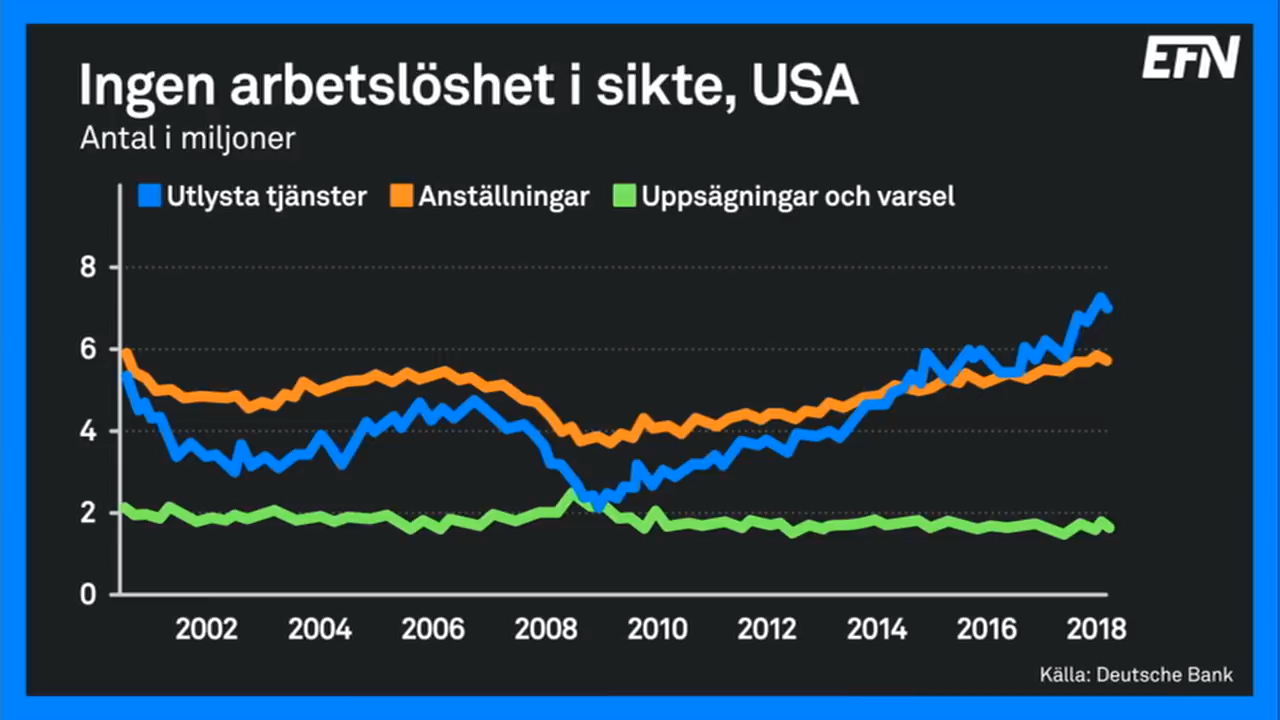 EFN
Ingen arbetslöshet i sikte, USA
Antal i miljoner
Utlysta tjänster Anställningar Uppsägningar och varsel
8
6
4
2
0
2002 2004 2006 2008 2010 2012 2014 2016 2018
Källa: Deutsche Bank